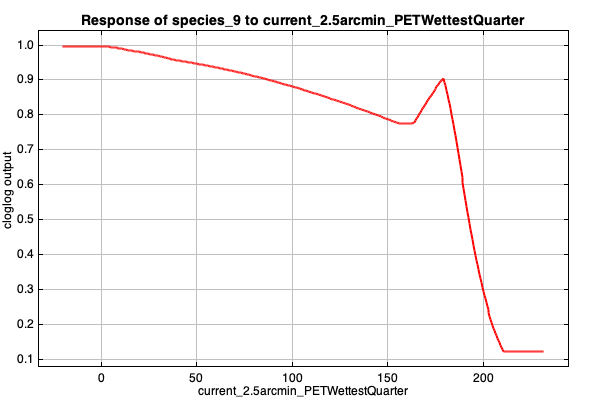 Response of species_9 to current_2.5arcmin_PETWettestQuarter
cloglog output
1.0
0.9
0.8
0.7
0.6
0.5
0.4
0.3
0.2
0.1
0 50 100 150 200
current_2.5arcmin_PETWettestQuarter